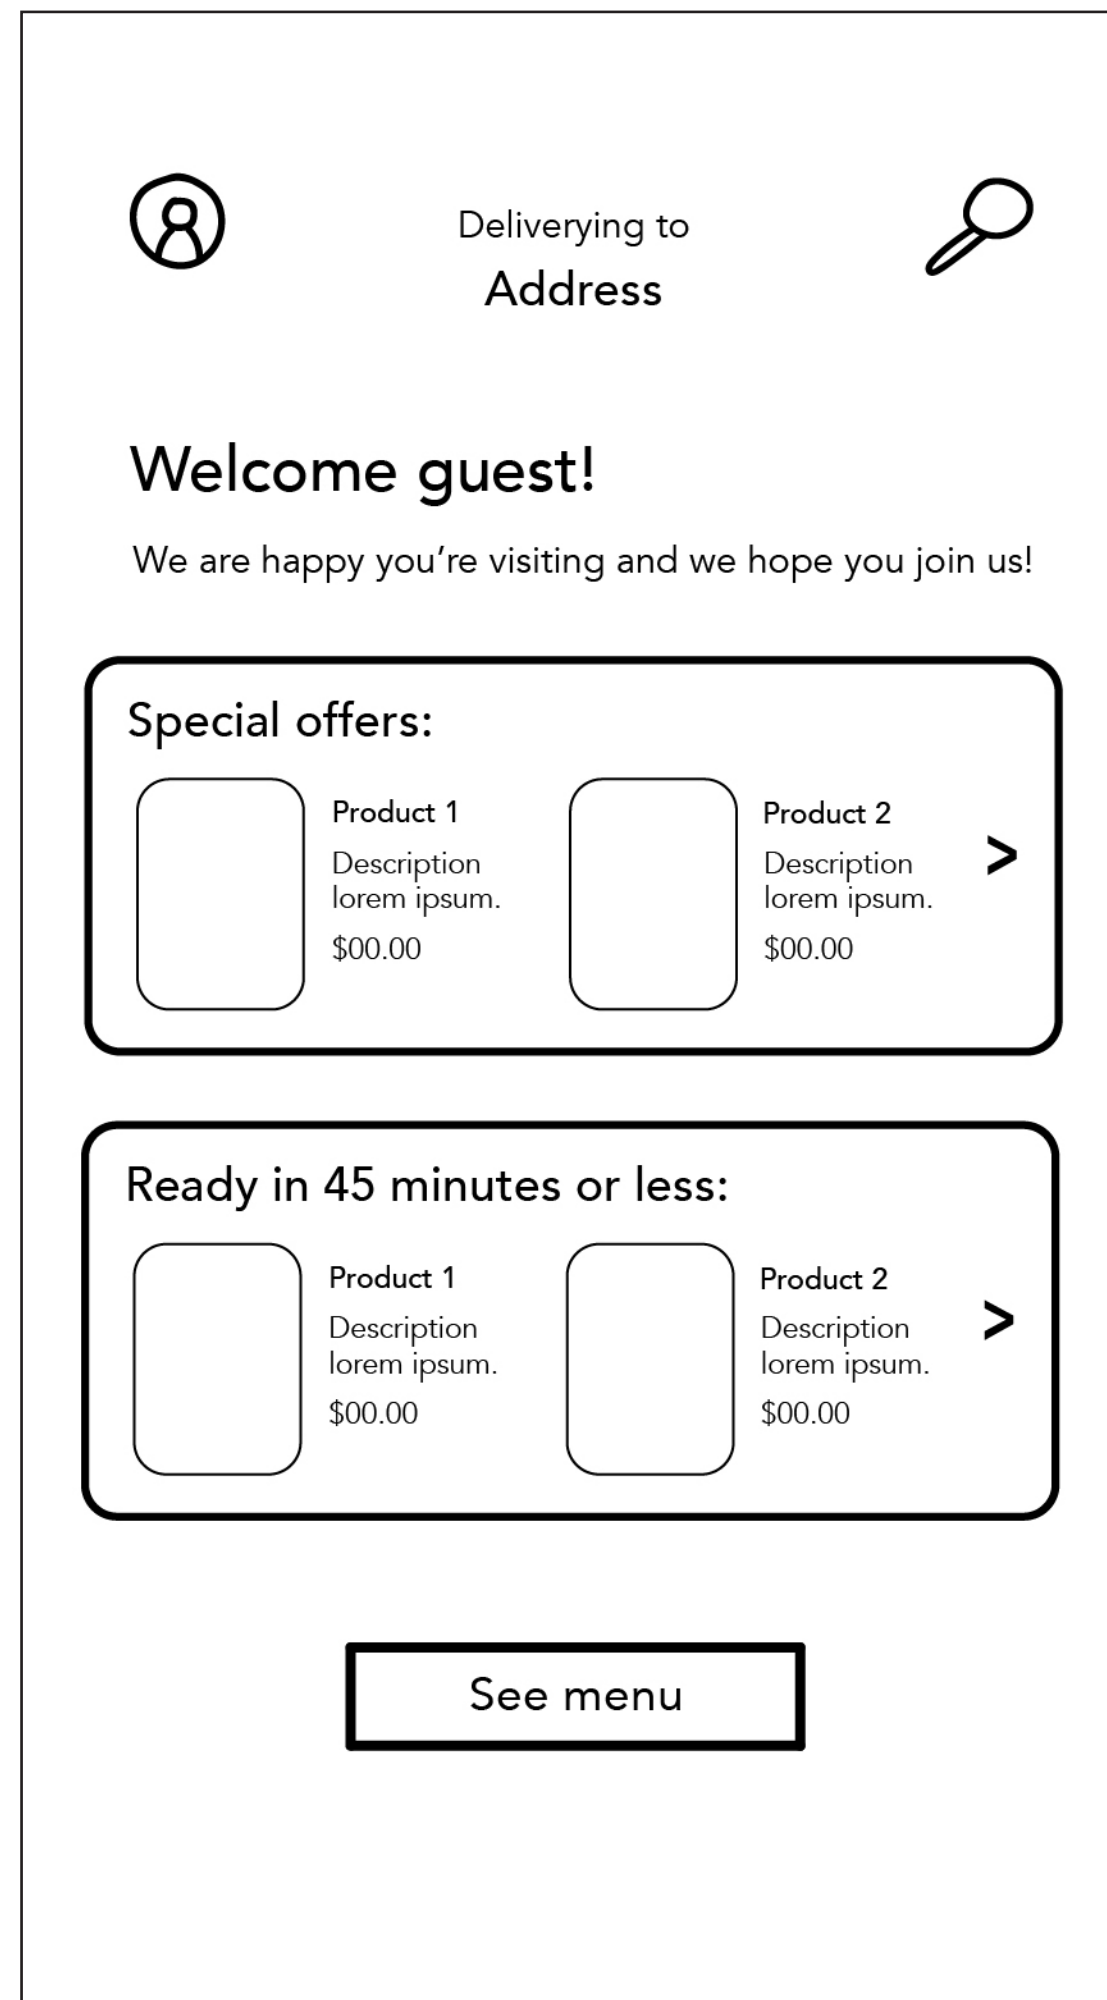 Deliverying to
Address
Welcome guest!
We are happy you’re visiting and we hope you join us!
Special offers:
Product 1
Description
lorem ipsum.
$00.00
Product 2
Description
lorem ipsum.
$00.00
>
Ready in 45 minutes or less:
Product 1
Description
lorem ipsum.
$00.00
Product 2
Description
lorem ipsum.
$00.00
>
See menu